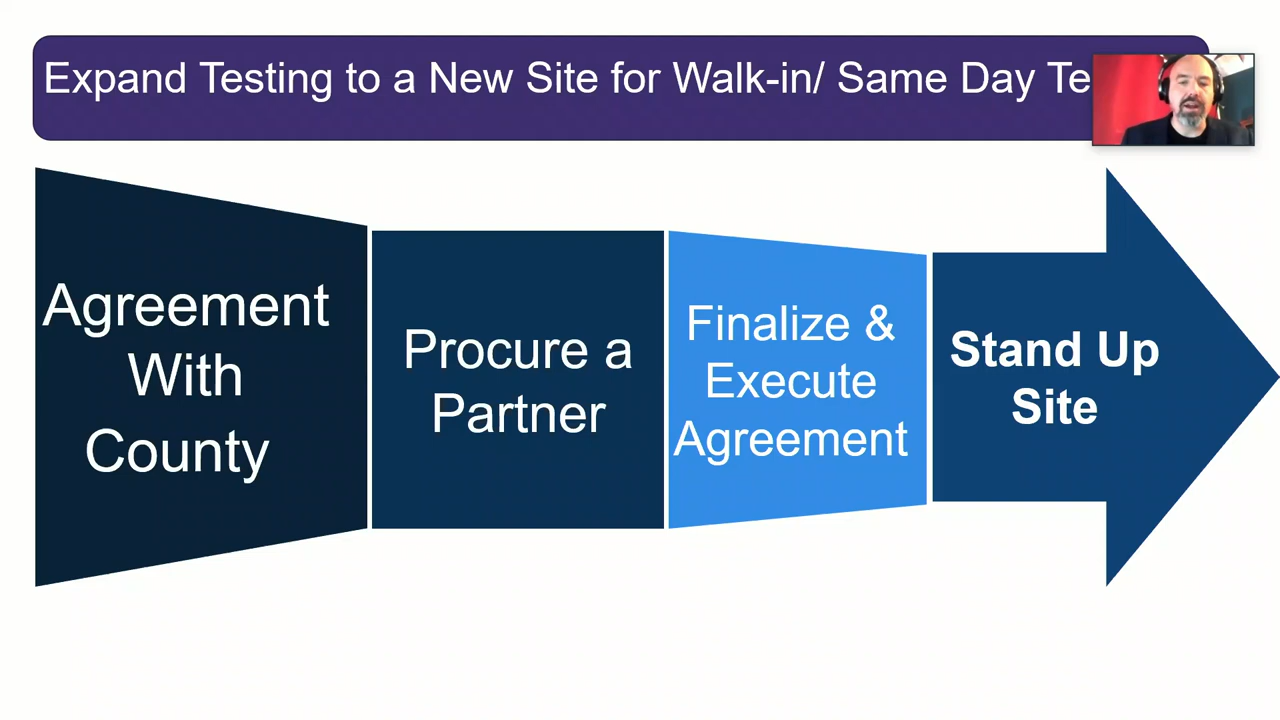 Expand Testing to a New Site for Walk-in/ Same Day
Agreement
With
County
Procure a
Partner
Finalize &
Execute
Agreement
Stand Up
Site